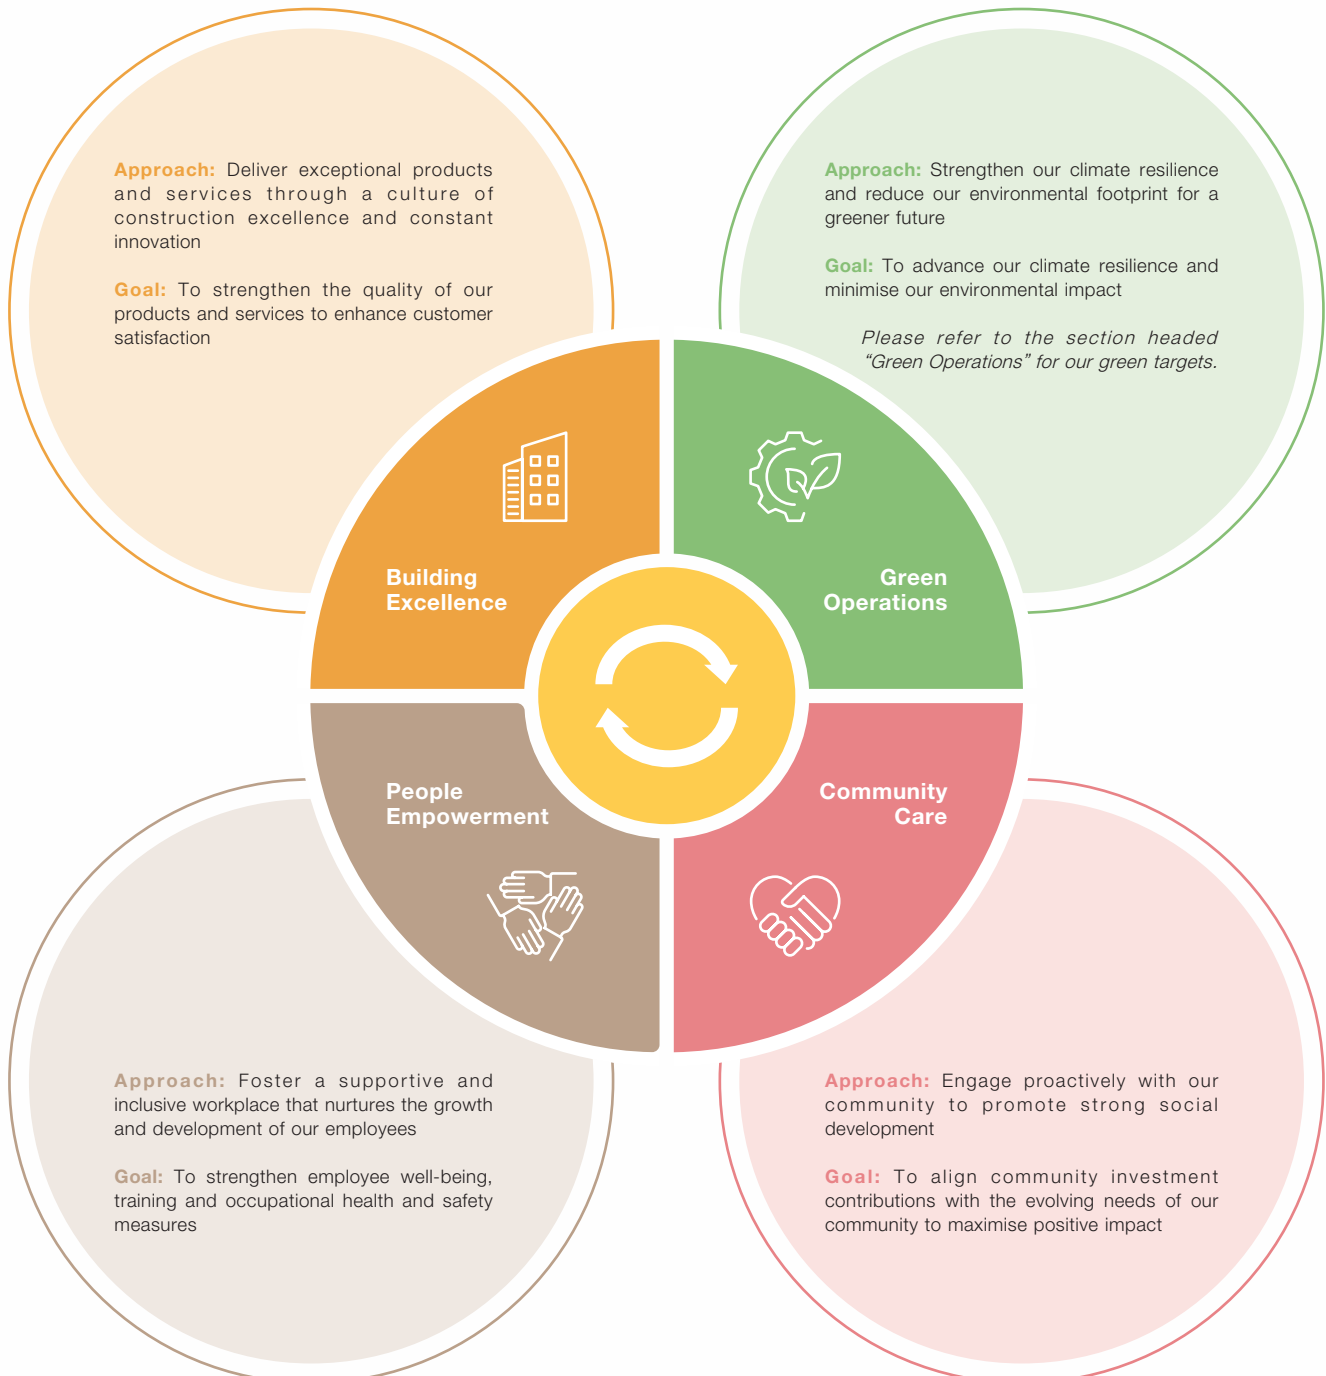 Approach: Deliver exceptional products
and services through a culture of
construction excellence and constant
innovation
Goal: To strengthen the quality of our
products and services to enhance customer
satisfaction
Approach: Strengthen our climate resilience
and reduce our environmental footprint for a
greener future
Goal: To advance our climate resilience and
minimise our environmental impact
Please refer to the section headed
“Green Operations” for our green targets.
Building
Excellence
Green
Operations
People
Empowerment
Community
Care
Approach: Foster a supportive and
inclusive workplace that nurtures the growth
and development of our employees
Goal: To strengthen employee well-being,
training and occupational health and safety
measures
Approach: Engage proactively with our
community to promote strong social
development
Goal: To align community investment
contributions with the evolving needs of our
community to maximise positive impact